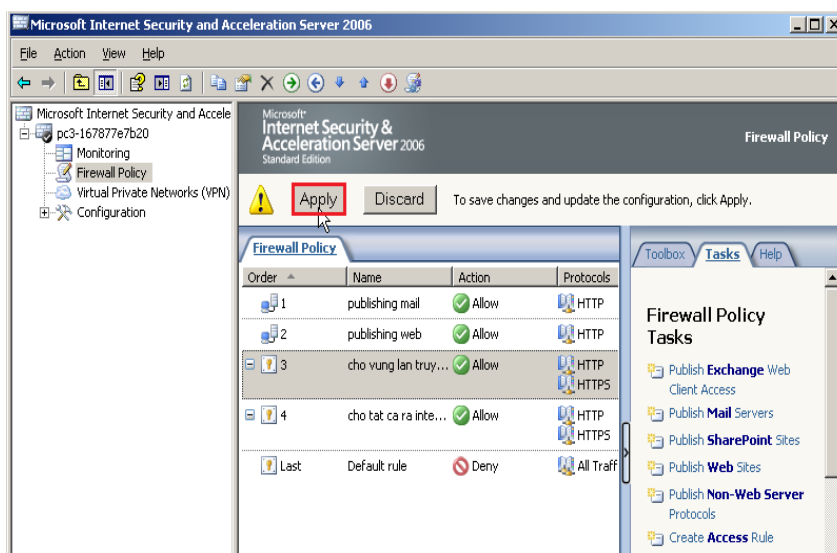 Microsoft Internet Security and Acceleration Server 2006
File Action View Help
Microsoft Internet Security and Accele
pc3-167877e7b20
Monitoring
Firewall Policy
Virtual Private Networks (VPN)
Configuration
Microsoft
Internet Security &
Acceleration Server 2006
Standard Edition
Firewall Policy
Apply Discard To save changes and update the configuration, click Apply.
Firewall Policy
Order Name Action Protocols
1 publishing mail Allow HTTP
2 publishing web Allow HTTP
3 cho vung lan truy... Allow HTTP
HTTPS
4 cho tat ca ra inte... Allow HTTP
HTTPS
Last Default rule Deny All Traff
Toolbox Tasks Help
Firewall Policy
Tasks
Publish Exchange Web
Client Access
Publish Mail Servers
Publish SharePoint Sites
Publish Web Sites
Publish Non-Web Server
Protocols
Create Access Rule